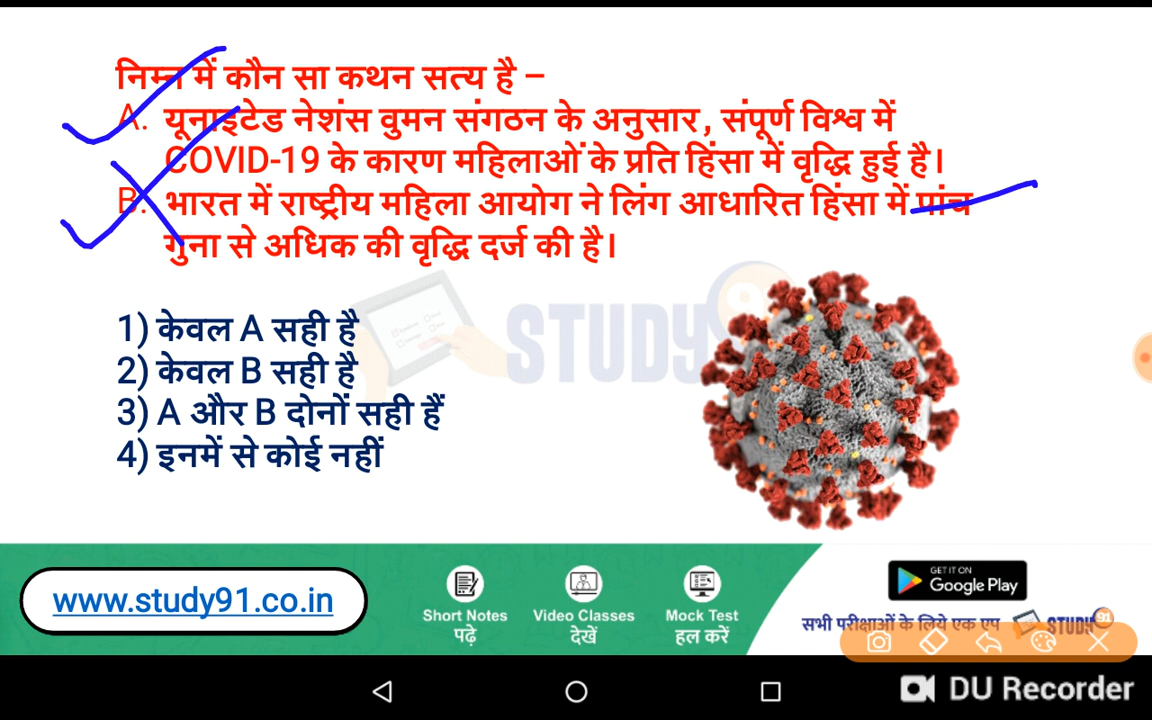 निम्न में कौन सा कथन सत्य है –
A. यूनाइटेड नेशंस वुमन संगठन के अनुसार, संपूर्ण विश्व में
COVID-19 के कारण महिलाओं के प्रति हिंसा में वृद्धि हुई है।
B. भारत में राष्ट्रीय महिला आयोग ने लिंग आधारित हिंसा में पांच
गुना से अधिक की वृद्धि दर्ज की है।
STUDY9
1) केवल A सही है
2) केवल B सही है
3) A और B दोनों सही हैं
4) इनमें से कोई नहीं
www.study91.co.in
Short Notes
पढ़े
Video Classes
देखें
Mock Test
हल करें
GET IT ON
Google Play
सभी परीक्षाओं के लिये एक एप
STUDY 91
DU Recorder